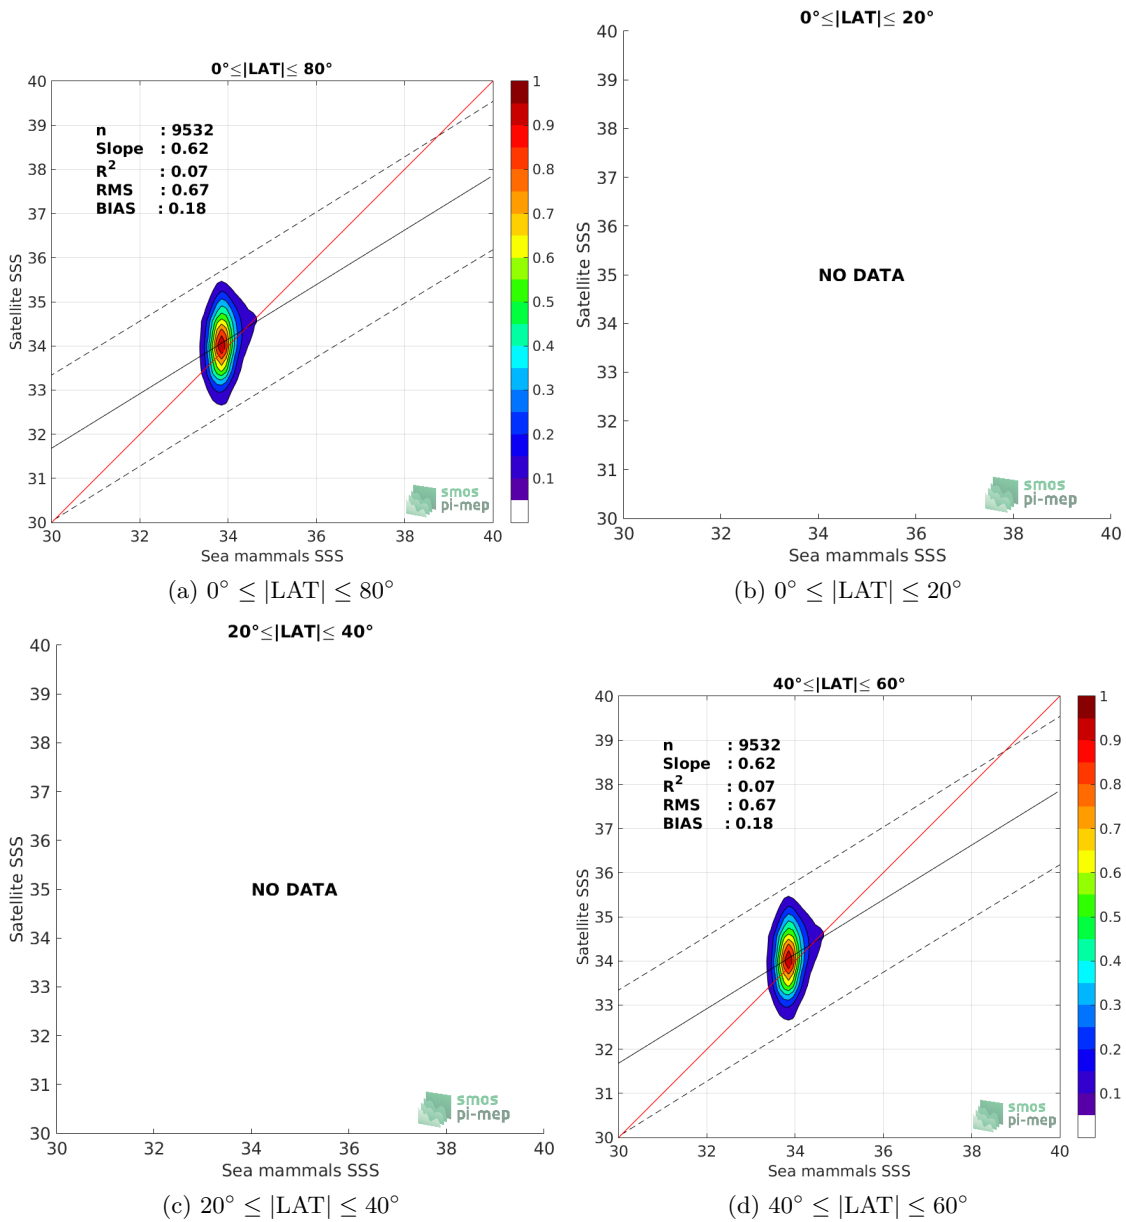 0°≤|LAT|≤ 80°
40
39
38
37
36
35
34
33
32
31
30
Satellite SSS
n : 9532
Slope : 0.62
R² : 0.07
RMS : 0.67
BIAS : 0.18
smos
pi-mep
30 32 34 36 38 40
Sea mammals SSS
1
0.9
0.8
0.7
0.6
0.5
0.4
0.3
0.2
0.1
(a) 0° ≤ |LAT| ≤ 80°
0°≤|LAT|≤ 20°
40
39
38
37
36
35
34
33
32
31
30
Satellite SSS
NO DATA
smos
pi-mep
30 32 34 36 38 40
Sea mammals SSS
(b) 0° ≤ |LAT| ≤ 20°
20°≤|LAT|≤ 40°
40
39
38
37
36
35
34
33
32
31
30
Satellite SSS
NO DATA
smos
pi-mep
30 32 34 36 38 40
Sea mammals SSS
(c) 20° ≤ |LAT| ≤ 40°
40°≤|LAT|≤ 60°
40
39
38
37
36
35
34
33
32
31
30
Satellite SSS
n : 9532
Slope : 0.62
R² : 0.07
RMS : 0.67
BIAS : 0.18
smos
pi-mep
30 32 34 36 38 40
Sea mammals SSS
1
0.9
0.8
0.7
0.6
0.5
0.4
0.3
0.2
0.1
(d) 40° ≤ |LAT| ≤ 60°